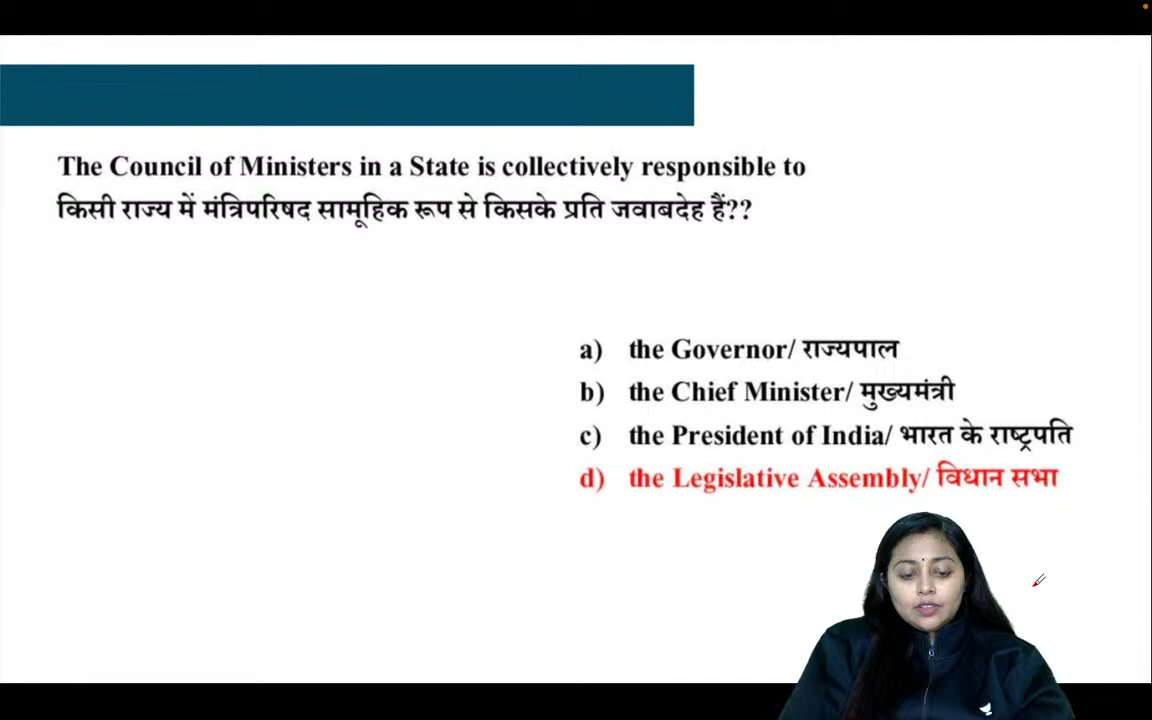 The Council of Ministers in a State is collectively responsible to
किसी राज्य में मंत्रिपरिषद सामूहिक रूप से किसके प्रति जवाबदेह हैं??
a) the Governor/ राज्यपाल
b) the Chief Minister/ मुख्यमंत्री
c) the President of India/ भारत के राष्ट्रपति
d) the Legislative Assembly/ विधान सभा